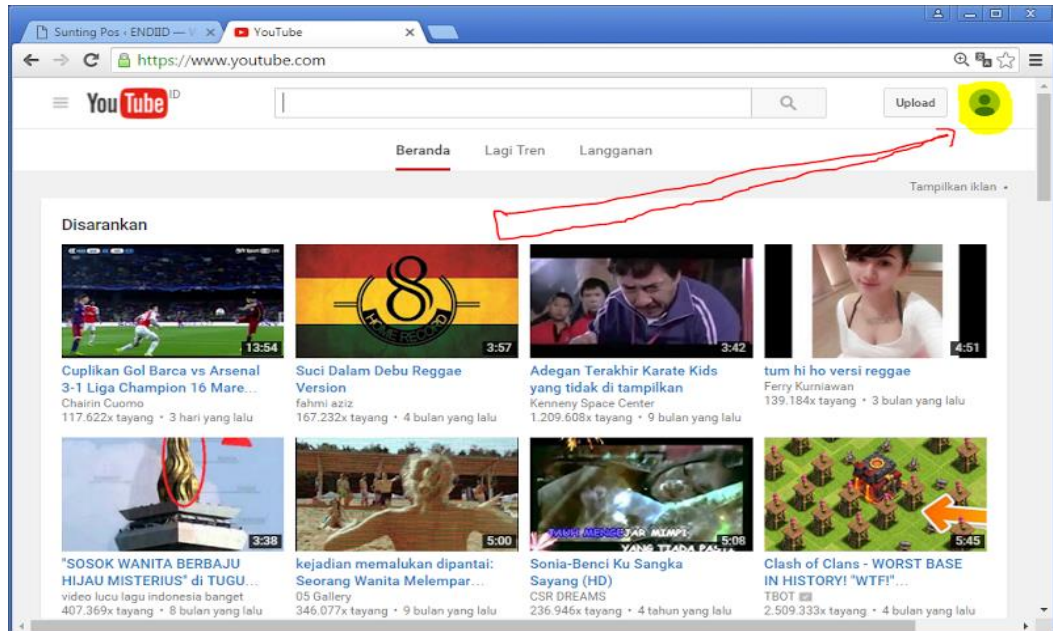 Sunting Pos ‹ ENDIID — V
YouTube
https://www.youtube.com
YouTube ID
Upload
Beranda Lagi Tren Langganan
Tampilkan iklan
Disarankan
13:54
8
HOME RECORD
3:57
3:42
4:51
Cuplikan Gol Barca vs Arsenal
3-1 Liga Champion 16 Mare...
Chairin Cuomo
117.622x tayang • 3 hari yang lalu
Suci Dalam Debu Reggae
Version
fahmi aziz
167.232x tayang • 4 bulan yang lalu
Adegan Terakhir Karate Kids
yang tidak di tampilkan
Kenneny Space Center
1.209.608x tayang • 9 bulan yang lalu
tum hi ho versi reggae
Ferry Kurniawan
139.184x tayang • 3 bulan yang lalu
3:38
5:00
MENGEJAR MIMPI
YANG TIADA PASTI
5:08
5:45
"SOSOK WANITA BERBAJU
HIJAU MISTERIUS" di TUGU...
video lucu lagu indonesia banget
407.369x tayang • 8 bulan yang lalu
kejadian memalukan dipantai:
Seorang Wanita Melempar...
05 Gallery
346.077x tayang • 9 bulan yang lalu
Sonia-Benci Ku Sangka
Sayang (HD)
CSR DREAMS
236.946x tayang • 4 tahun yang lalu
Clash of Clans - WORST BASE
IN HISTORY! "WTF!"...
TBOT
2.509.333x tayang • 4 bulan yang lalu